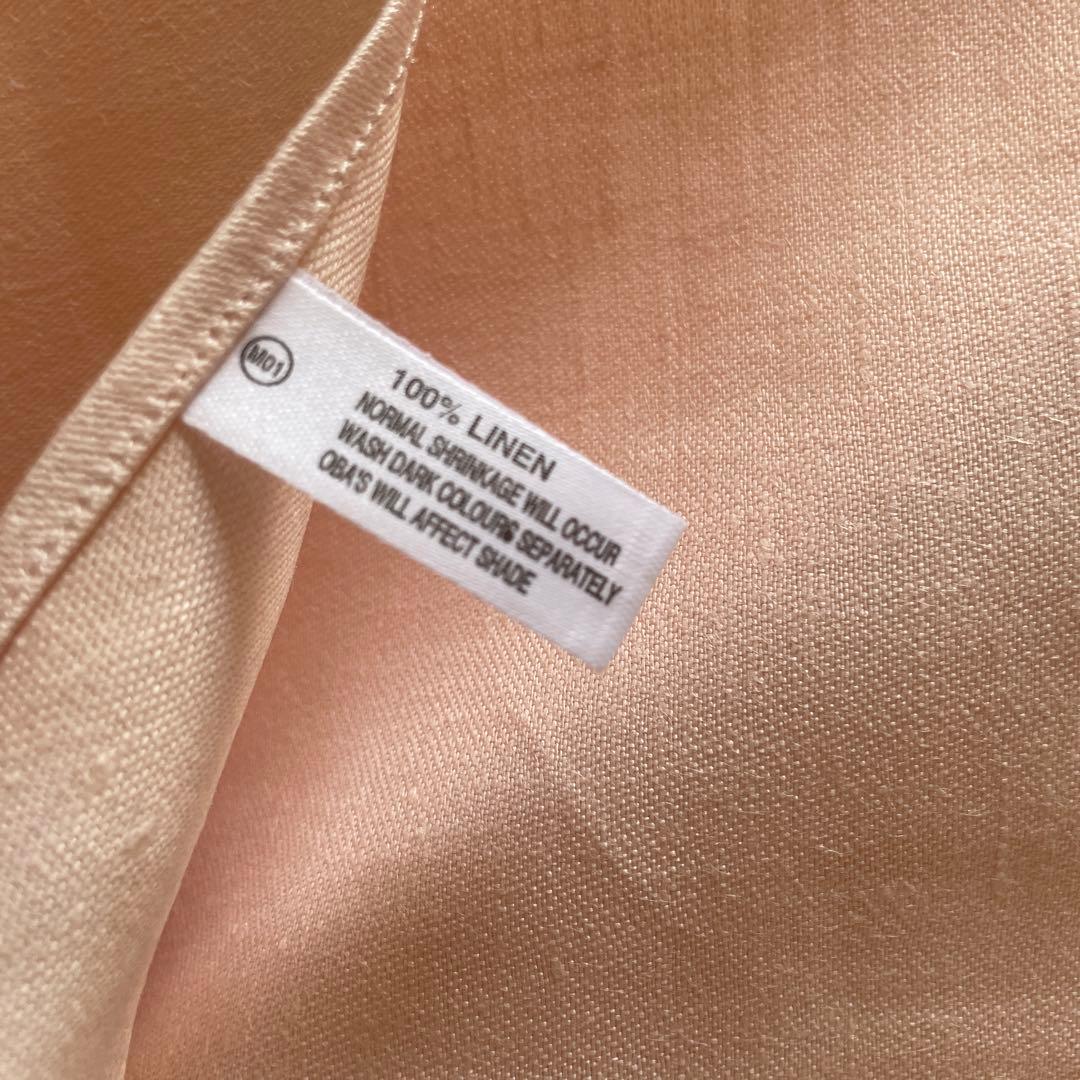 M01
100% LINEN
NORMAL SHRINKAGE WILL OCCUR
WASH DARK COLOURS SEPARATELY
OBA'S WILL AFFECT SHADE